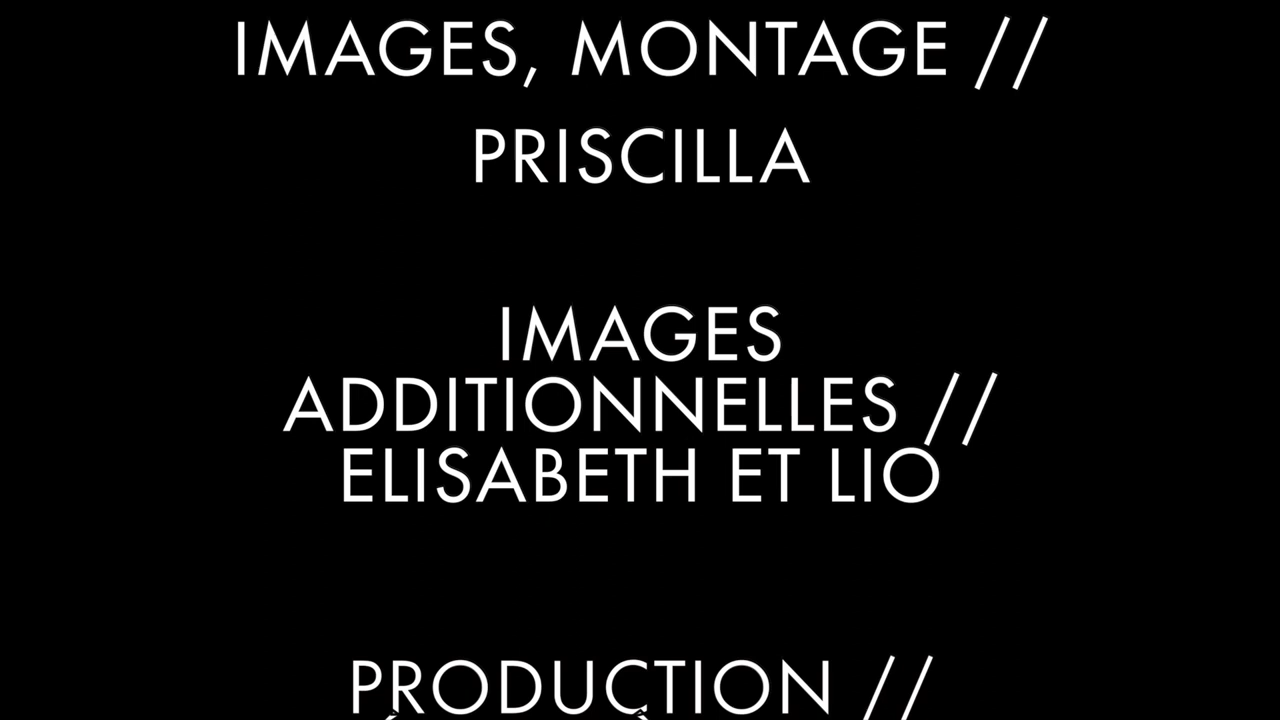 IMAGES, MONTAGE //
PRISCILLA
IMAGES
ADDITIONNELLES //
ELISABETH ET LIO
PRODUCTION //